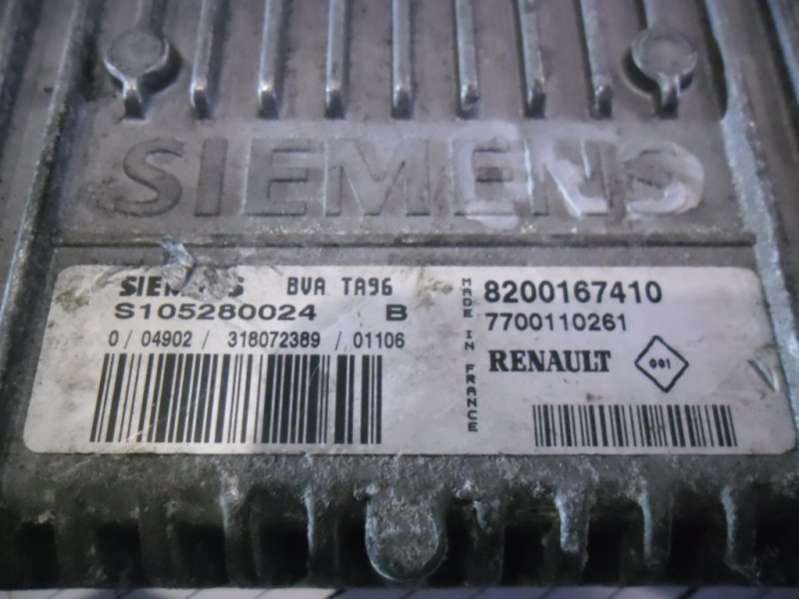 SIEMENS
SIEMENS BVA TA96
S105280024 B
0 / 04902 / 318072389 / 01106
MADE IN FRANCE
8200167410
7700110261
RENAULT 001